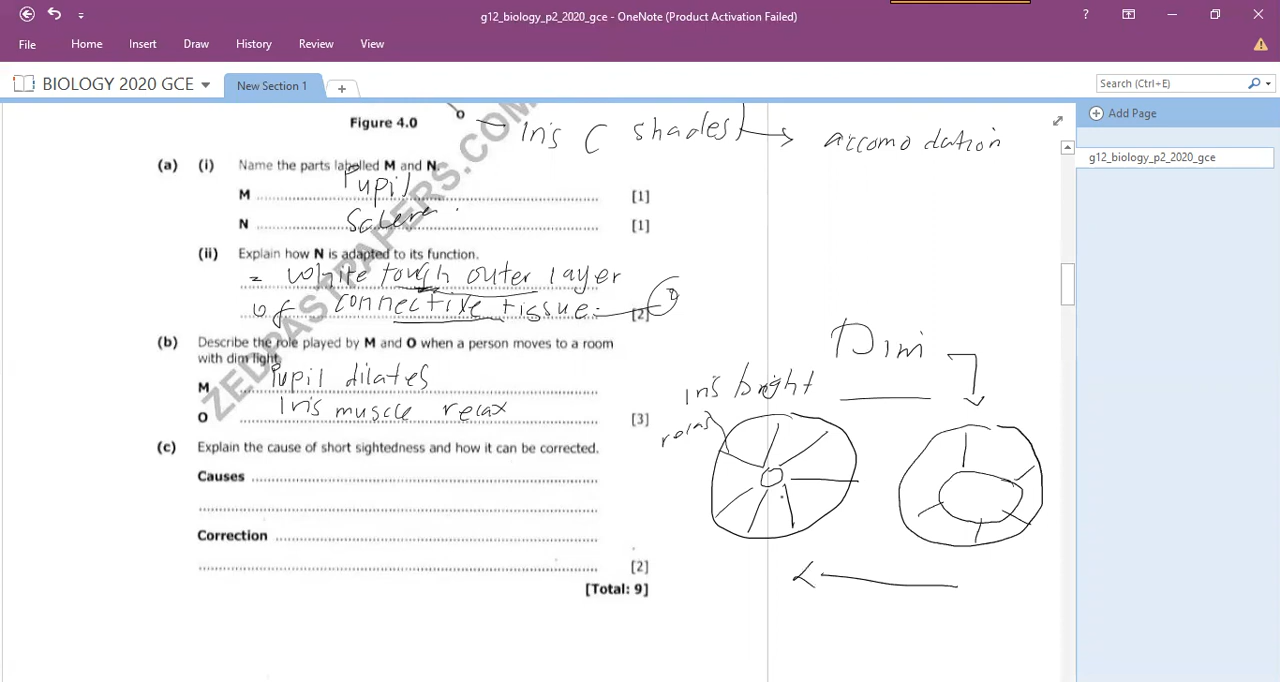 g12_biology_p2_2020_gce - OneNote (Product Activation Failed)
File Home Insert Draw History Review View
BIOLOGY 2020 GCE New Section 1 +
Search (Ctrl+E)
Add Page
g12_biology_p2_2020_gce
Figure 4.0
O
Iris ( shades) accomodation
(a) (i) Name the parts labelled M and N.
M Pupil [1]
N Sclera [1]
(ii) Explain how N is adapted to its function.
= White tough outer layer
of connective tissue. [2]
(b) Describe the role played by M and O when a person moves to a room
with dim light
M Pupil dilates
O Iris muscle relax [3]
(c) Explain the cause of short sightedness and how it can be corrected.
Causes
Correction
[2]
[Total: 9]
Dim
Iris bright
relax
ZEDPASTPAPERS.COM